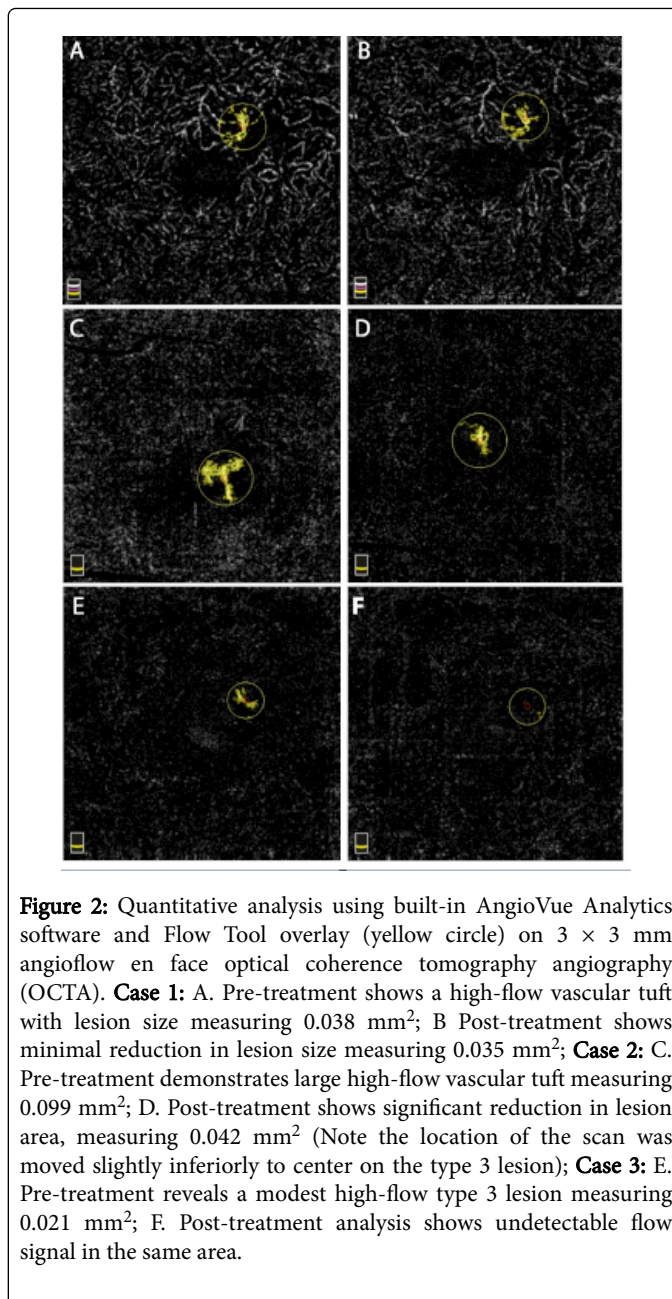 A
B
C
D
E
F
Figure 2: Quantitative analysis using built-in AngioVue Analytics
software and Flow Tool overlay (yellow circle) on 3 × 3 mm
angioflow en face optical coherence tomography angiography
(OCTA). Case 1: A. Pre-treatment shows a high-flow vascular tuft
with lesion size measuring 0.038 mm²; B Post-treatment shows
minimal reduction in lesion size measuring 0.035 mm²; Case 2: C.
Pre-treatment demonstrates large high-flow vascular tuft measuring
0.099 mm²; D. Post-treatment shows significant reduction in lesion
area, measuring 0.042 mm² (Note the location of the scan was
moved slightly inferiorly to center on the type 3 lesion); Case 3: E.
Pre-treatment reveals a modest high-flow type 3 lesion measuring
0.021 mm²; F. Post-treatment analysis shows undetectable flow
signal in the same area.